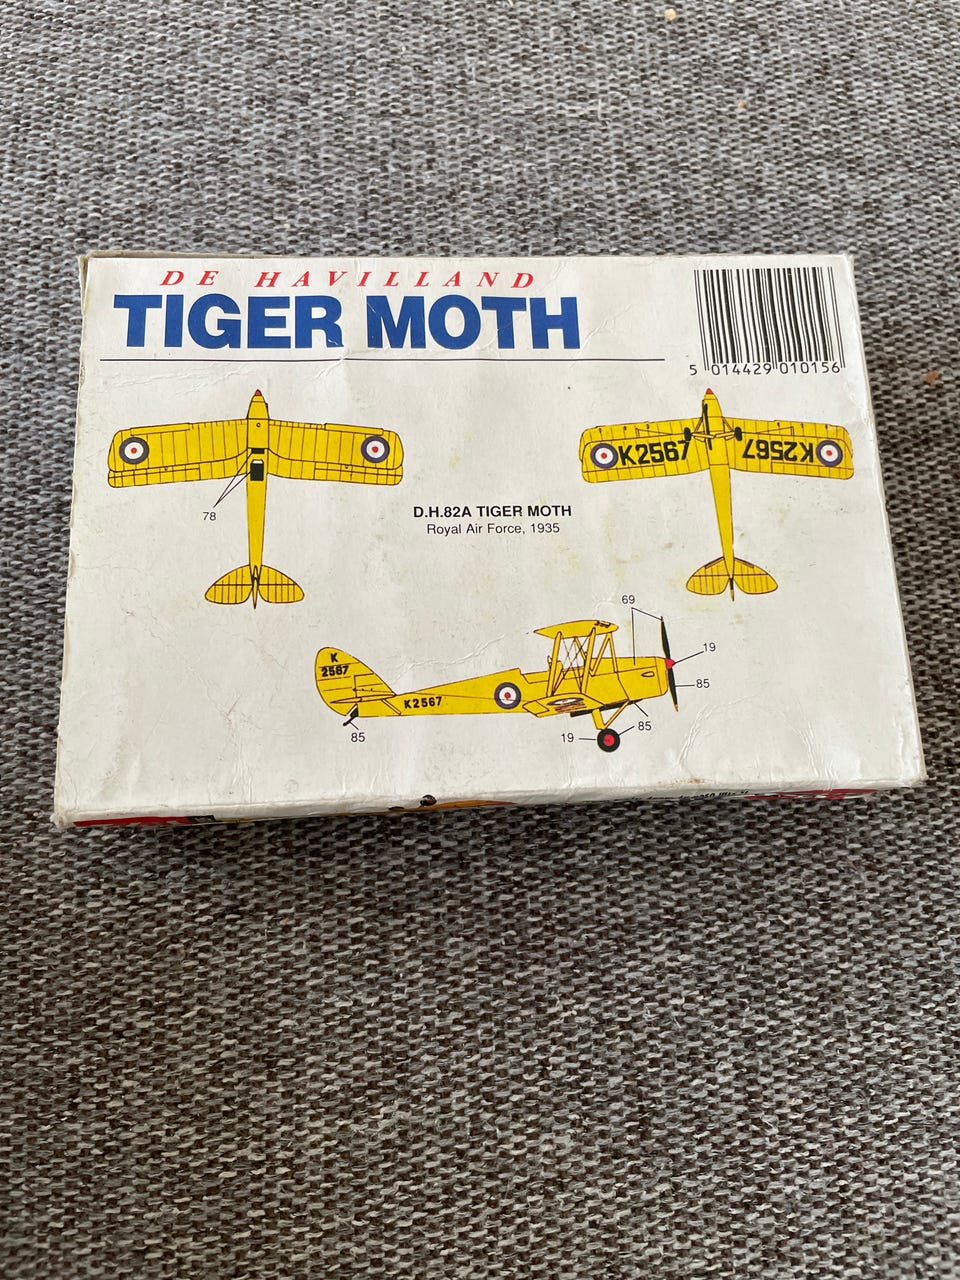 DE HAVILLAND
TIGER MOTH
5 014429 010156
K2567
K2567
78
D.H.82A TIGER MOTH
Royal Air Force, 1935
69
K
2567
19
K2567
85
85
85
19
85